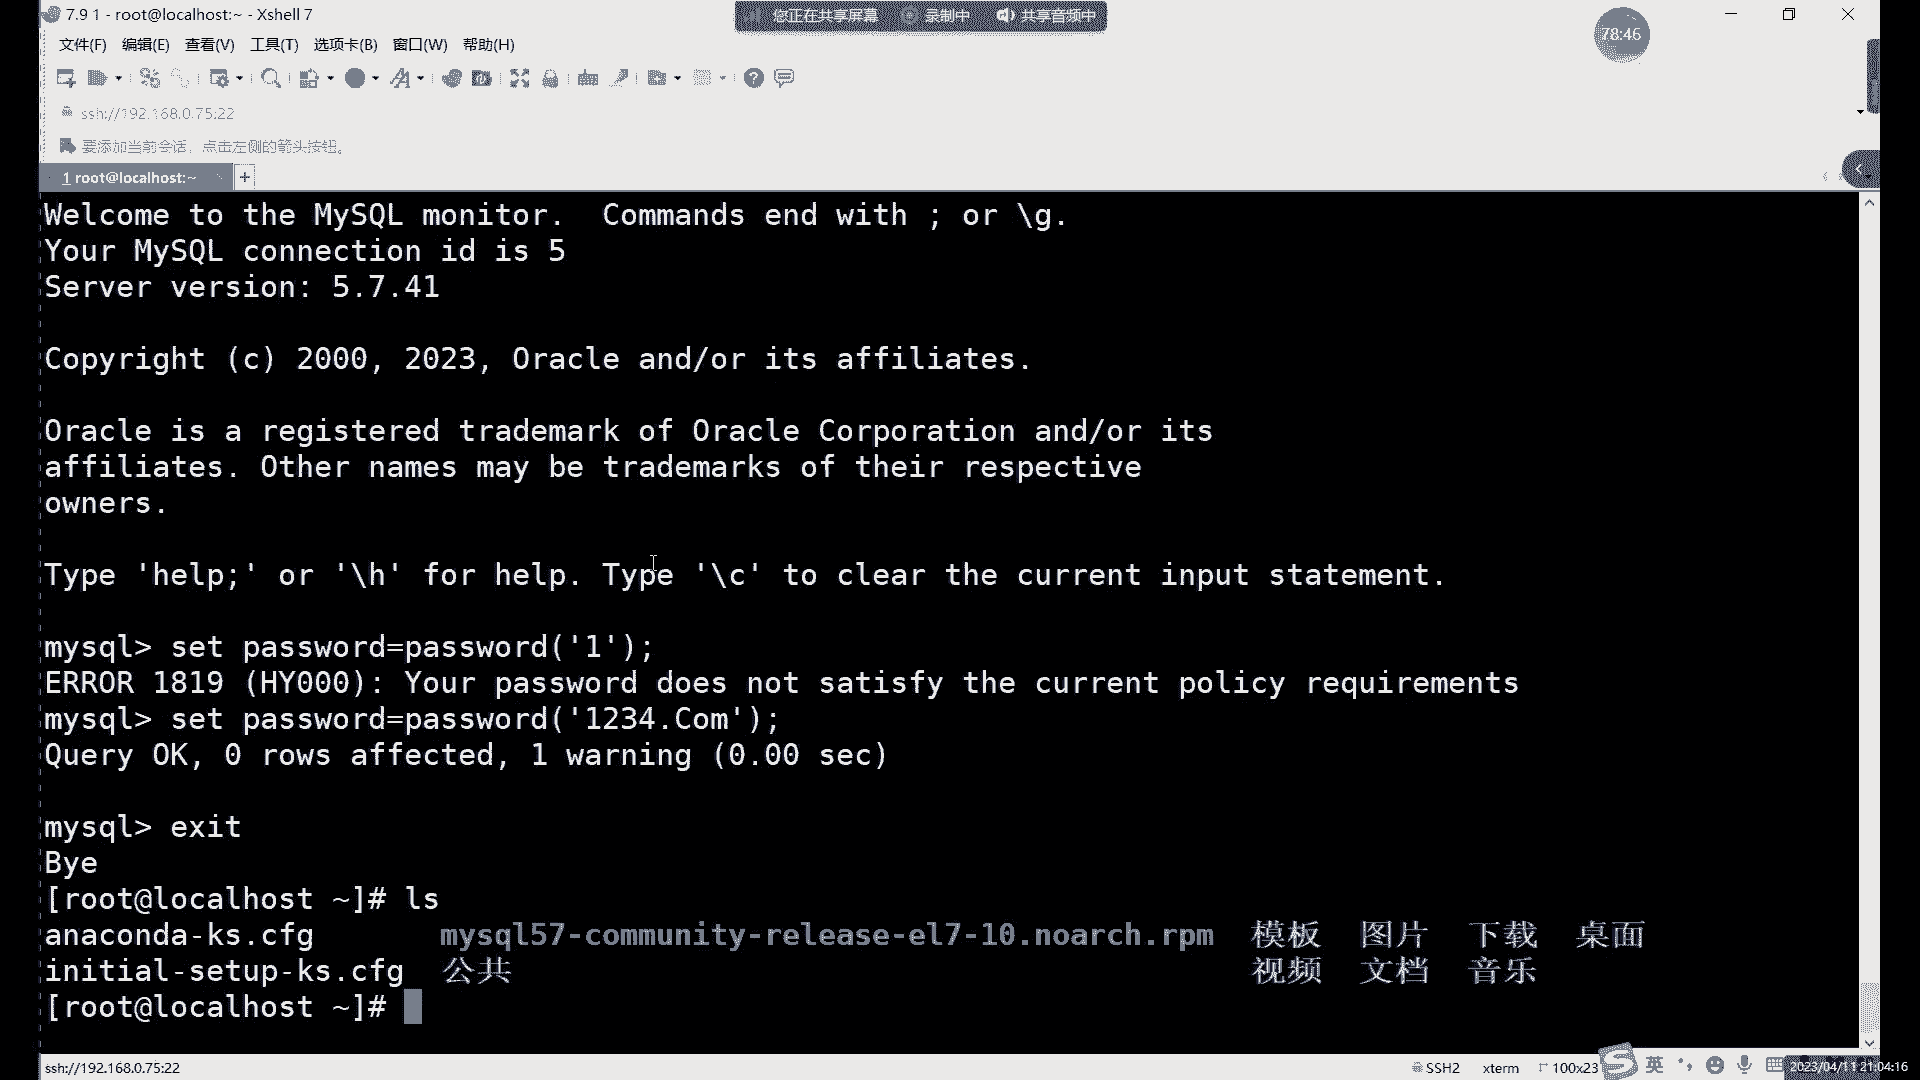 7.9 1 - root@localhost:~ - Xshell 7
您正在共享屏幕 录制中 共享音频中
78:46
文件(F) 编辑(E) 查看(V) 工具(T) 选项卡(B) 窗口(W) 帮助(H)
ssh://192.168.0.75:22
要添加当前会话，点击左侧的箭头按钮。
1 root@localhost:~
Welcome to the MySQL monitor.  Commands end with ; or \g.
Your MySQL connection id is 5
Server version: 5.7.41
Copyright (c) 2000, 2023, Oracle and/or its affiliates.
Oracle is a registered trademark of Oracle Corporation and/or its
affiliates. Other names may be trademarks of their respective
owners.
Type 'help;' or '\h' for help. Type '\c' to clear the current input statement.
mysql> set password=password('1');
ERROR 1819 (HY000): Your password does not satisfy the current policy requirements
mysql> set password=password('1234.Com');
Query OK, 0 rows affected, 1 warning (0.00 sec)
mysql> exit
Bye
[root@localhost ~]# ls
anaconda-ks.cfg mysql57-community-release-el7-10.noarch.rpm 模板 图片 下载 桌面
initial-setup-ks.cfg 公共 视频 文档 音乐
[root@localhost ~]#
ssh://192.168.0.75:22 SSH2 xterm 100x23 英 2023/04/11 21:04:16